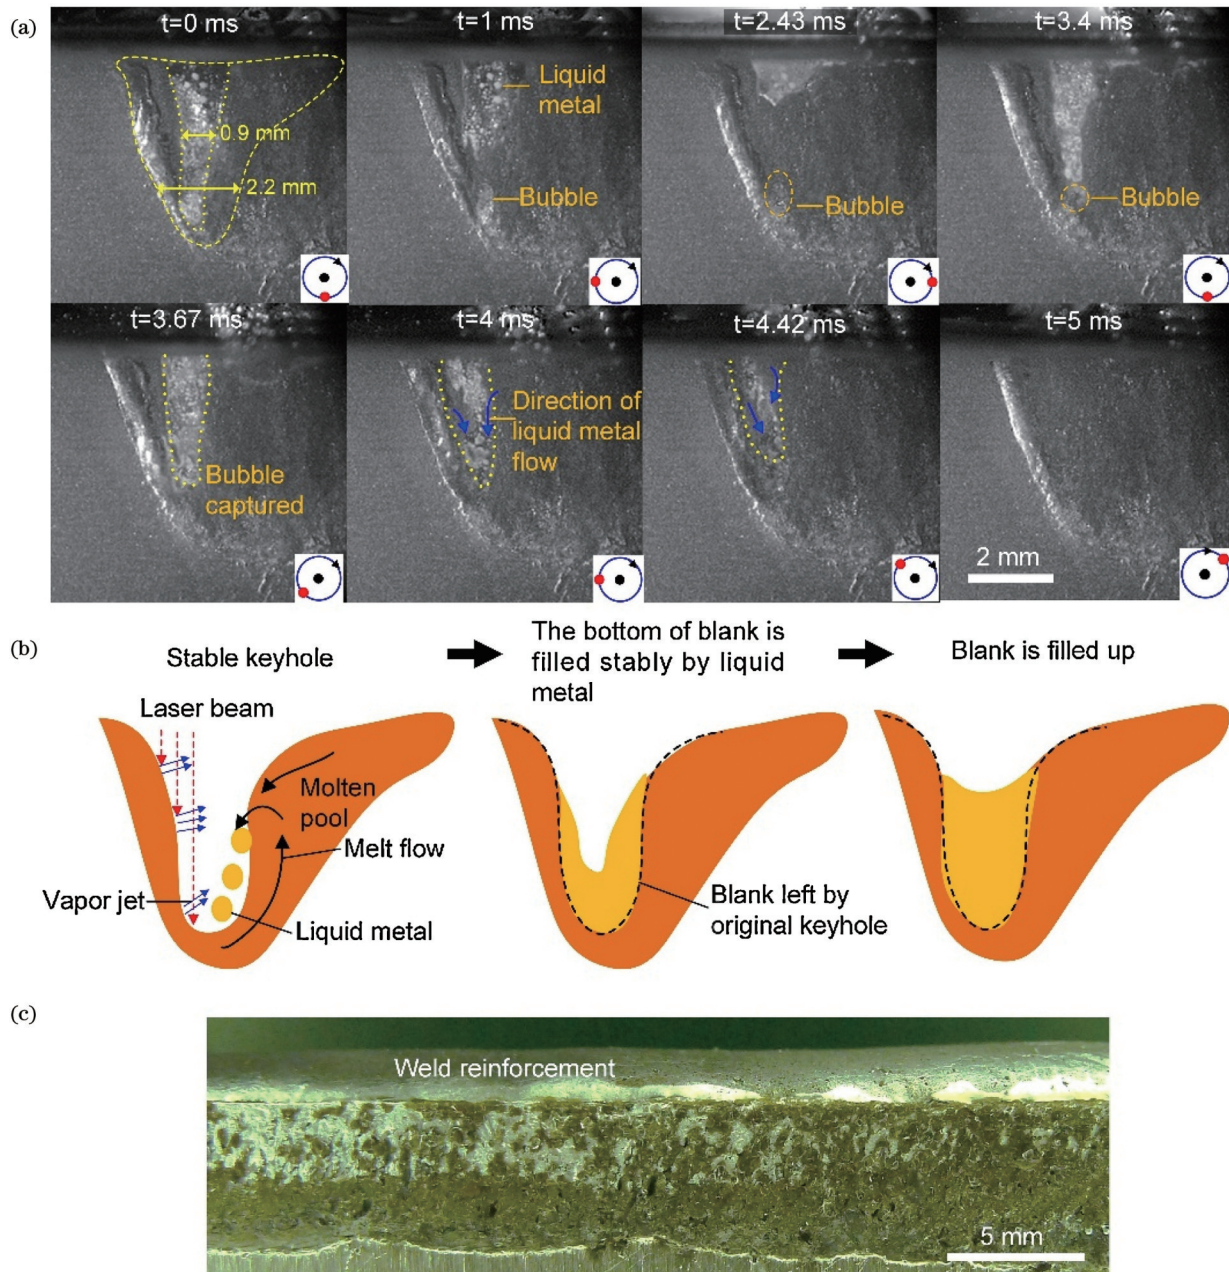 (a)
t=0 ms
0.9 mm
2.2 mm
t=1 ms
Liquid
metal
Bubble
t=2.43 ms
Bubble
t=3.4 ms
Bubble
t=3.67 ms
Bubble
captured
t=4 ms
Direction of
liquid metal
flow
t=4.42 ms
t=5 ms
2 mm
(b)
Stable keyhole
The bottom of blank is
filled stably by liquid
metal
Blank is filled up
Laser beam
Molten
pool
Melt flow
Vapor jet
Liquid metal
Blank left by
original keyhole
(c)
Weld reinforcement
5 mm